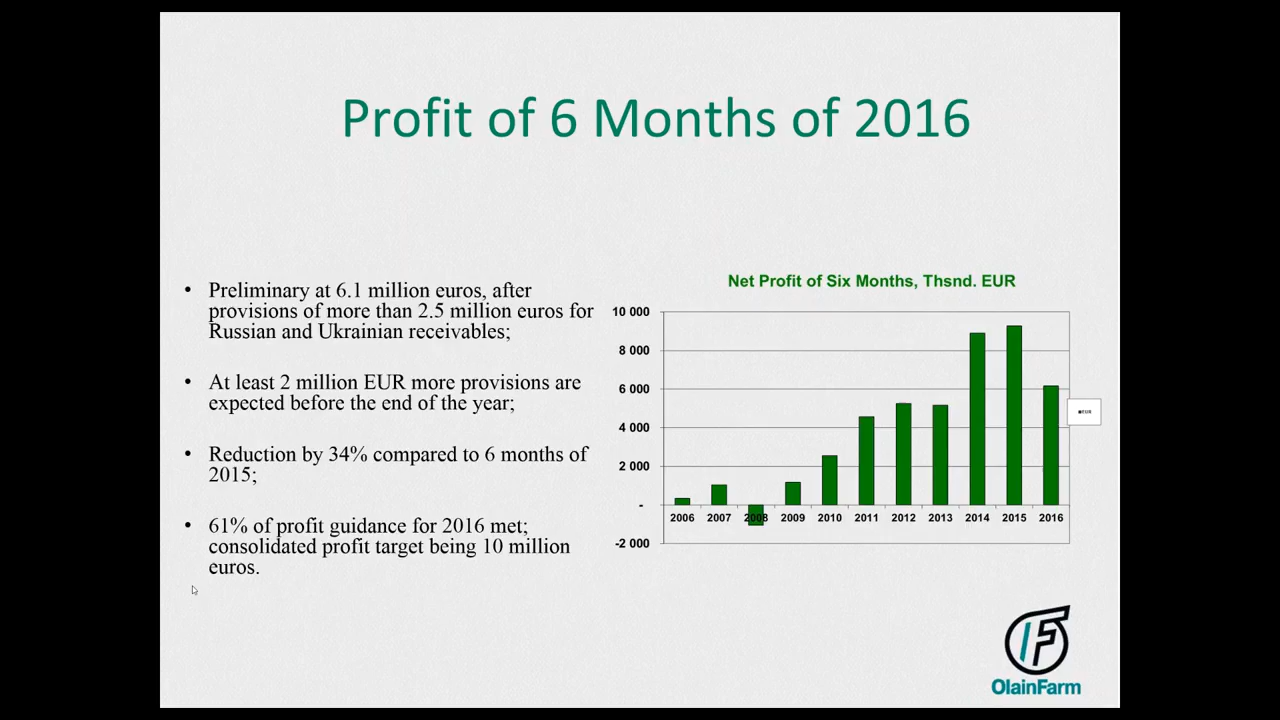 Profit of 6 Months of 2016
• Preliminary at 6.1 million euros, after
provisions of more than 2.5 million euros for
Russian and Ukrainian receivables;
• At least 2 million EUR more provisions are
expected before the end of the year;
• Reduction by 34% compared to 6 months of
2015;
• 61% of profit guidance for 2016 met;
consolidated profit target being 10 million
euros.
Net Profit of Six Months, Thsnd. EUR
10 000
8 000
6 000
4 000
2 000
-
-2 000
2006 2007 2008 2009 2010 2011 2012 2013 2014 2015 2016
EUR
OlainFarm